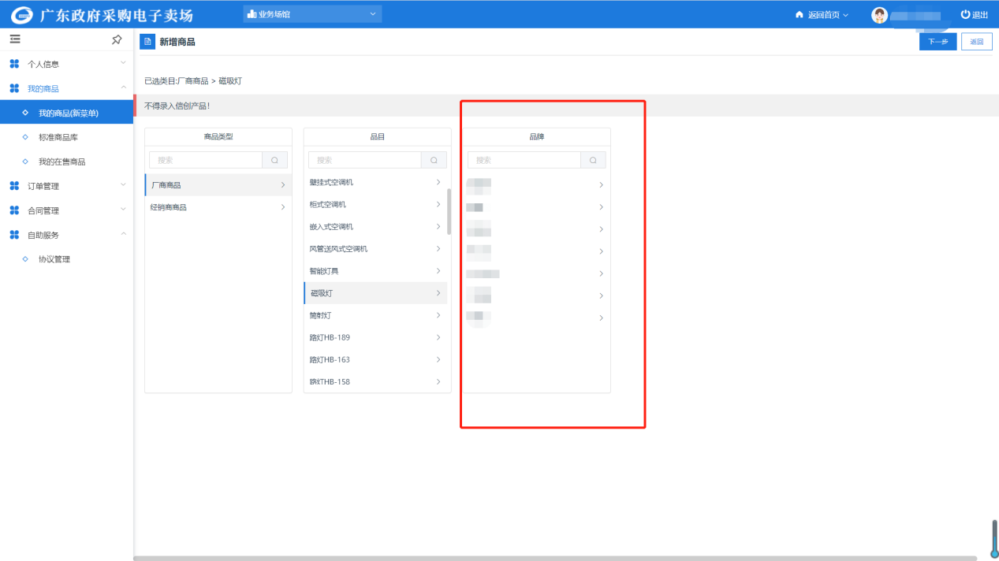 广东政府采购电子卖场
业务场馆
返回首页
退出
新增商品
下一步
返回
个人信息
我的商品
我的商品(新菜单)
标准商品库
我的在售商品
订单管理
合同管理
自助服务
协议管理
已选类目:厂商商品 > 磁吸灯
不得录入信创产品!
商品类型
搜索
厂商商品
经销商商品
品目
搜索
壁挂式空调机
柜式空调机
嵌入式空调机
风管送风式空调机
智能灯具
磁吸灯
筒射灯
路灯HB-189
路灯HB-163
路灯HB-158
品牌
搜索